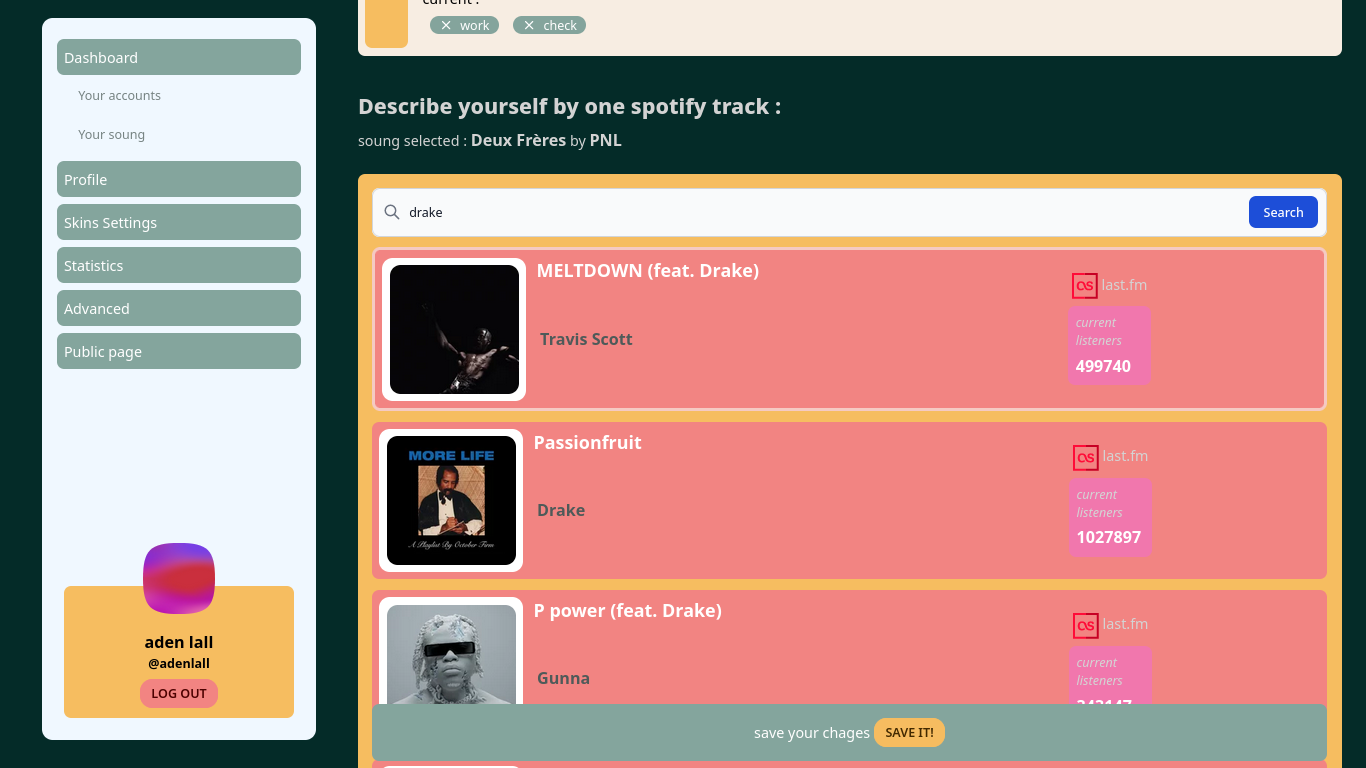 Dashboard
Your accounts
Your soung
Profile
Skins Settings
Statistics
Advanced
Public page
aden lall
@adenlall
LOG OUT
current :
work
check
Describe yourself by one spotify track :
soung selected : Deux Frères by PNL
drake
Search
MELTDOWN (feat. Drake)
Travis Scott
last.fm
current
listeners
499740
MORE LIFE
A Playlist By October Firm
Passionfruit
Drake
last.fm
current
listeners
1027897
P power (feat. Drake)
Gunna
last.fm
current
listeners
save your chages SAVE IT!